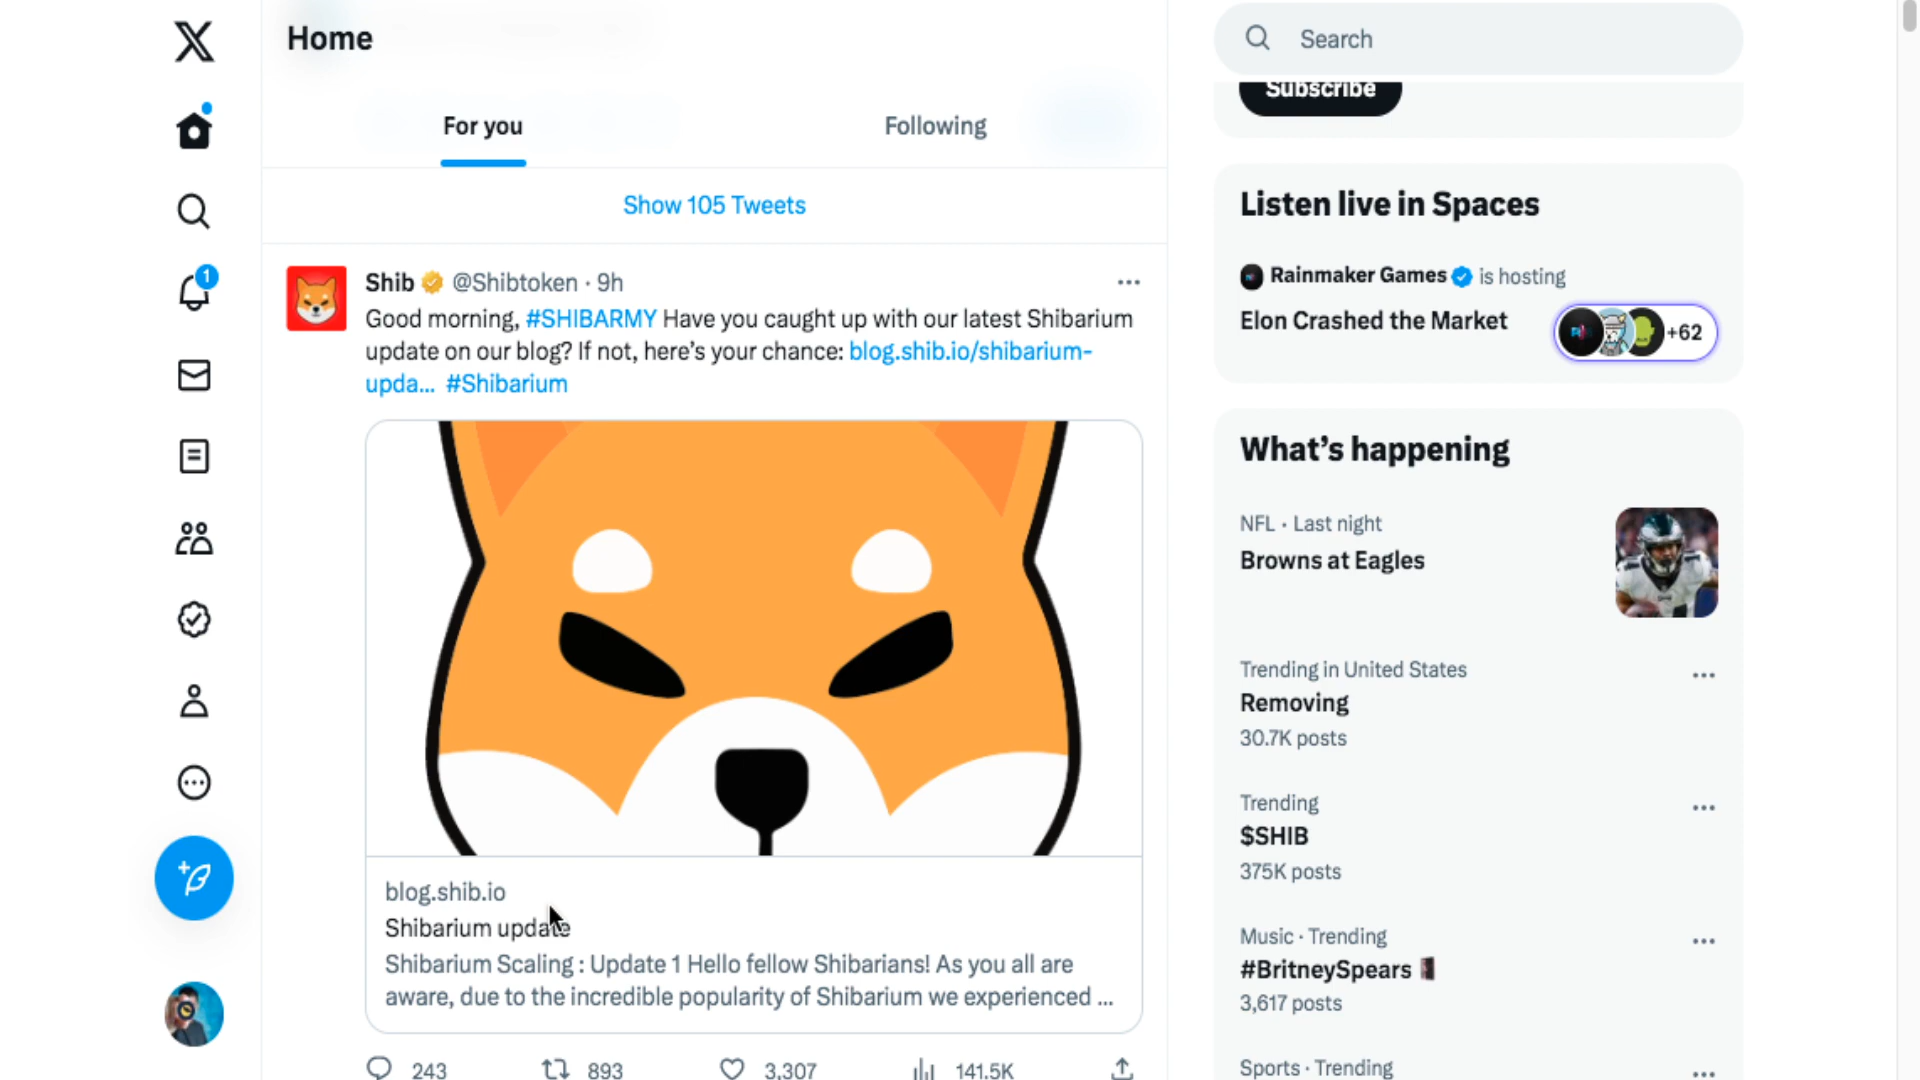 Home
For you
Following
Show 105 Tweets
Shib @Shibtoken · 9h
Good morning, #SHIBARMY Have you caught up with our latest Shibarium
update on our blog? If not, here’s your chance: blog.shib.io/shibarium-
upda... #Shibarium
blog.shib.io
Shibarium update
Shibarium Scaling : Update 1 Hello fellow Shibarians! As you all are
aware, due to the incredible popularity of Shibarium we experienced ...
243
893
3,307
141.5K
1
Search
Subscribe
Listen live in Spaces
Rainmaker Games is hosting
Elon Crashed the Market
+62
What’s happening
NFL · Last night
Browns at Eagles
Trending in United States
Removing
30.7K posts
Trending
$SHIB
375K posts
Music · Trending
#BritneySpears
3,617 posts
Sports · Trending